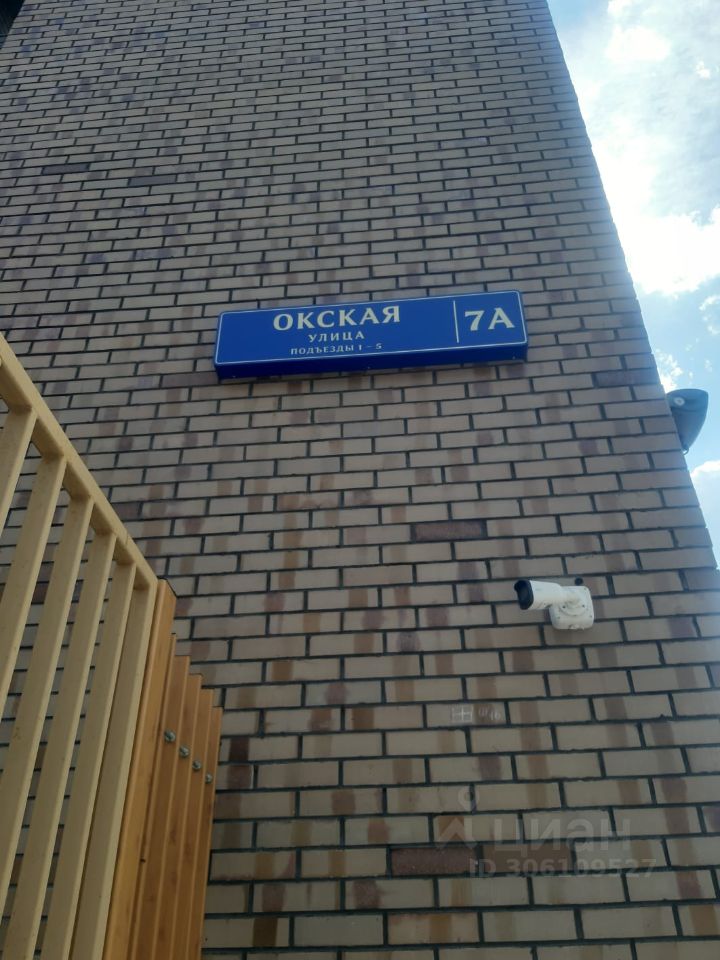 ОКСКАЯ
УЛИЦА
ПОДЪЕЗДЫ 1 – 5
7А
циан
ID 306109527